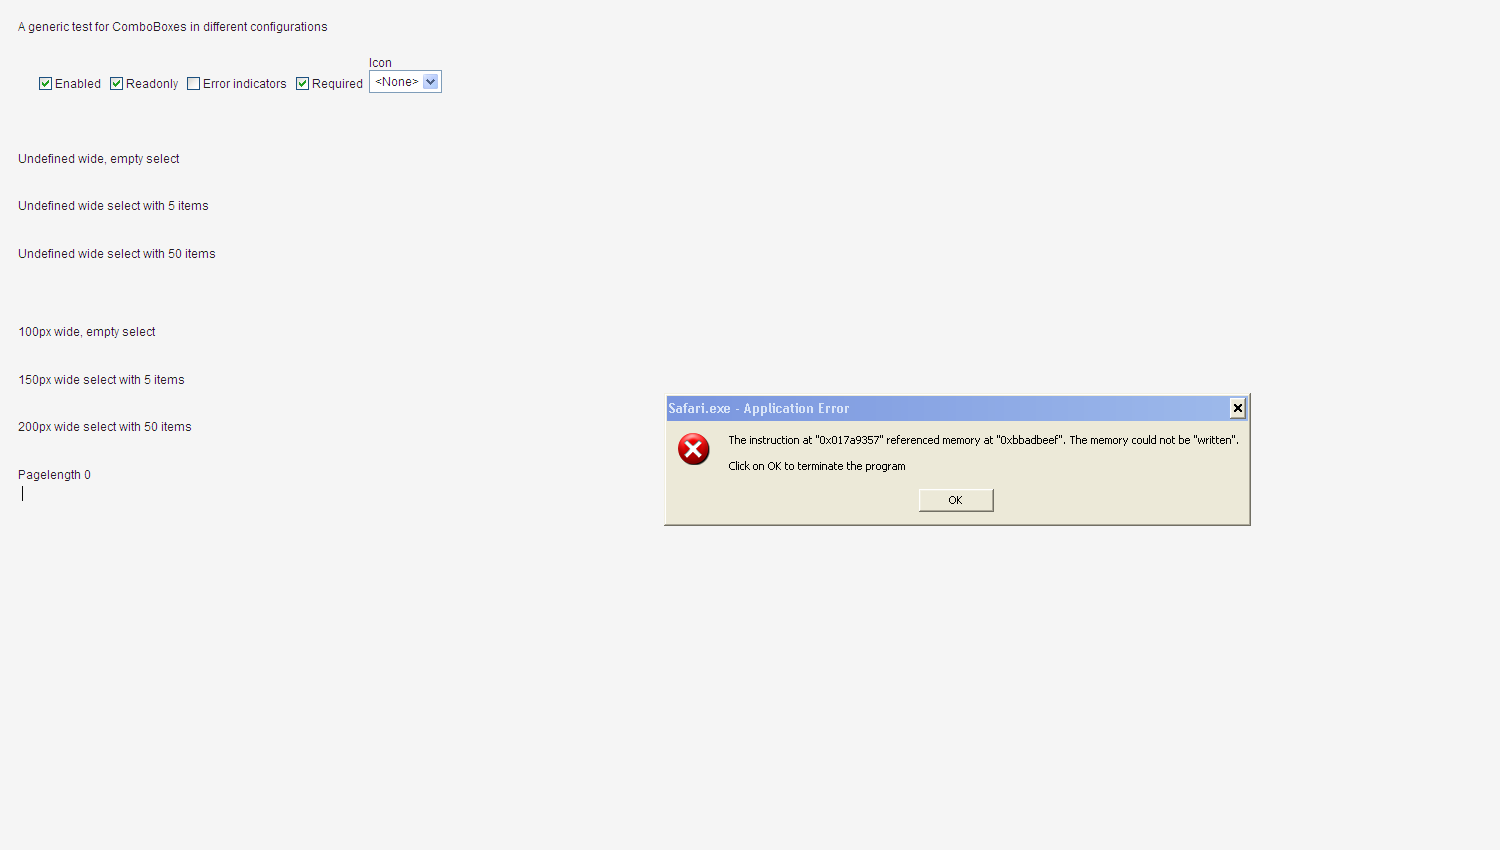 A generic test for ComboBoxes in different configurations
Icon
Enabled Readonly Error indicators Required <None>
Undefined wide, empty select
Undefined wide select with 5 items
Undefined wide select with 50 items
100px wide, empty select
150px wide select with 5 items
200px wide select with 50 items
Pagelength 0
Safari.exe - Application Error
The instruction at "0x017a9357" referenced memory at "0xbbadbeef". The memory could not be "written".
Click on OK to terminate the program
OK